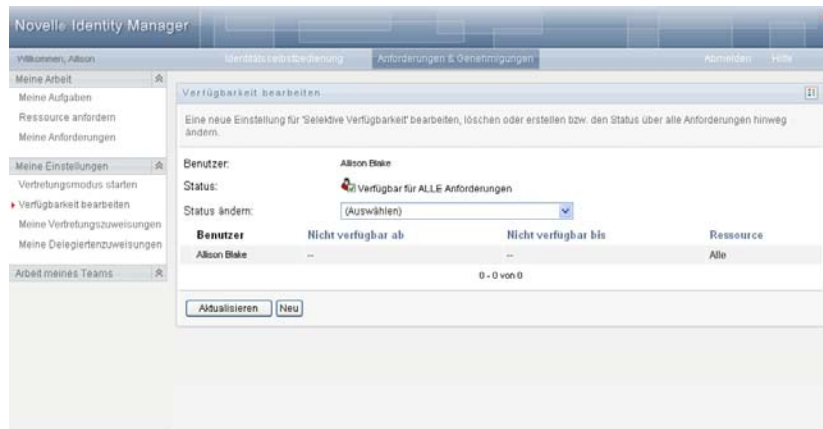 Novell® Identity Manager
Willkommen, Allison
Identitätsselbstbedienung
Anforderungen & Genehmigungen
Abmelden
Hilfe
Meine Arbeit
Meine Aufgaben
Ressource anfordern
Meine Anforderungen
Meine Einstellungen
Vertretungsmodus starten
Verfügbarkeit bearbeiten
Meine Vertretungszuweisungen
Meine Delegiertenzuweisungen
Arbeit meines Teams
Verfügbarkeit bearbeiten
Eine neue Einstellung für 'Selektive Verfügbarkeit' bearbeiten, löschen oder erstellen bzw. den Status über alle Anforderungen hinweg
ändern.
Benutzer: Allison Blake
Status: Verfügbar für ALLE Anforderungen
Status ändern: (Auswählen)
Benutzer Nicht verfügbar ab Nicht verfügbar bis Ressource
Allison Blake -- -- Alle
0 - 0 von 0
Aktualisieren Neu